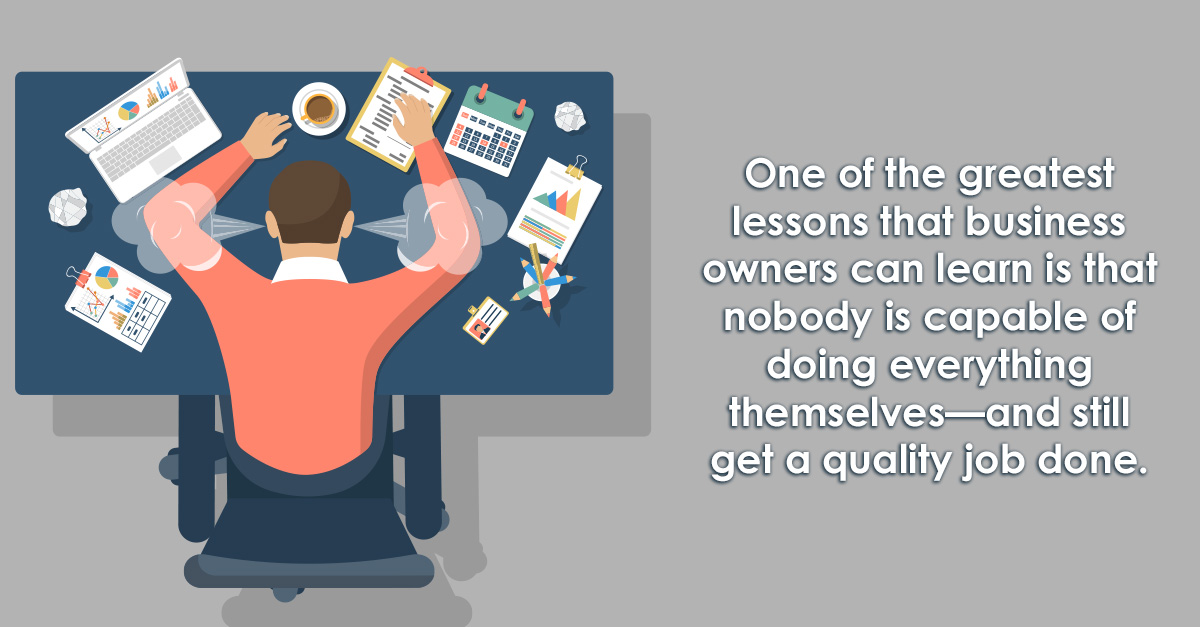 One of the greatest
lessons that business
owners can learn is that
nobody is capable of
doing everything
themselves—and still
get a quality job done.